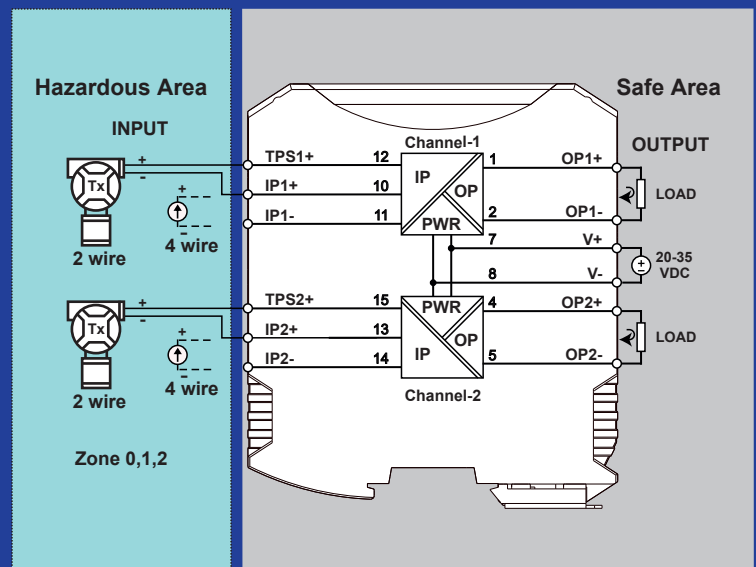 Hazardous Area
Safe Area
INPUT
OUTPUT
Channel-1
Tx
+
-
2 wire
+
-
4 wire
TPS1+ 12
IP1+ 10
IP1- 11
IP
OP
PWR
1 OP1+
2 OP1-
LOAD
7 V+
8 V-
20-35
VDC
Tx
+
-
2 wire
+
-
4 wire
TPS2+ 15
IP2+ 13
IP2- 14
PWR
IP
OP
4 OP2+
5 OP2-
LOAD
Channel-2
Zone 0,1,2